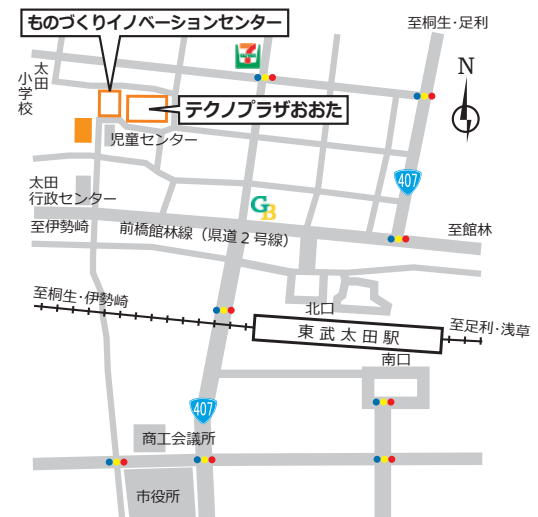 ものづくりイノベーションセンター
至桐生・足利
太田
小学校
7
N
テクノプラザおおた
児童センター
407
太田
行政センター
GB
至伊勢崎
前橋館林線（県道２号線）
至館林
至桐生・伊勢崎
北口
東武太田駅
至足利・浅草
南口
407
商工会議所
市役所